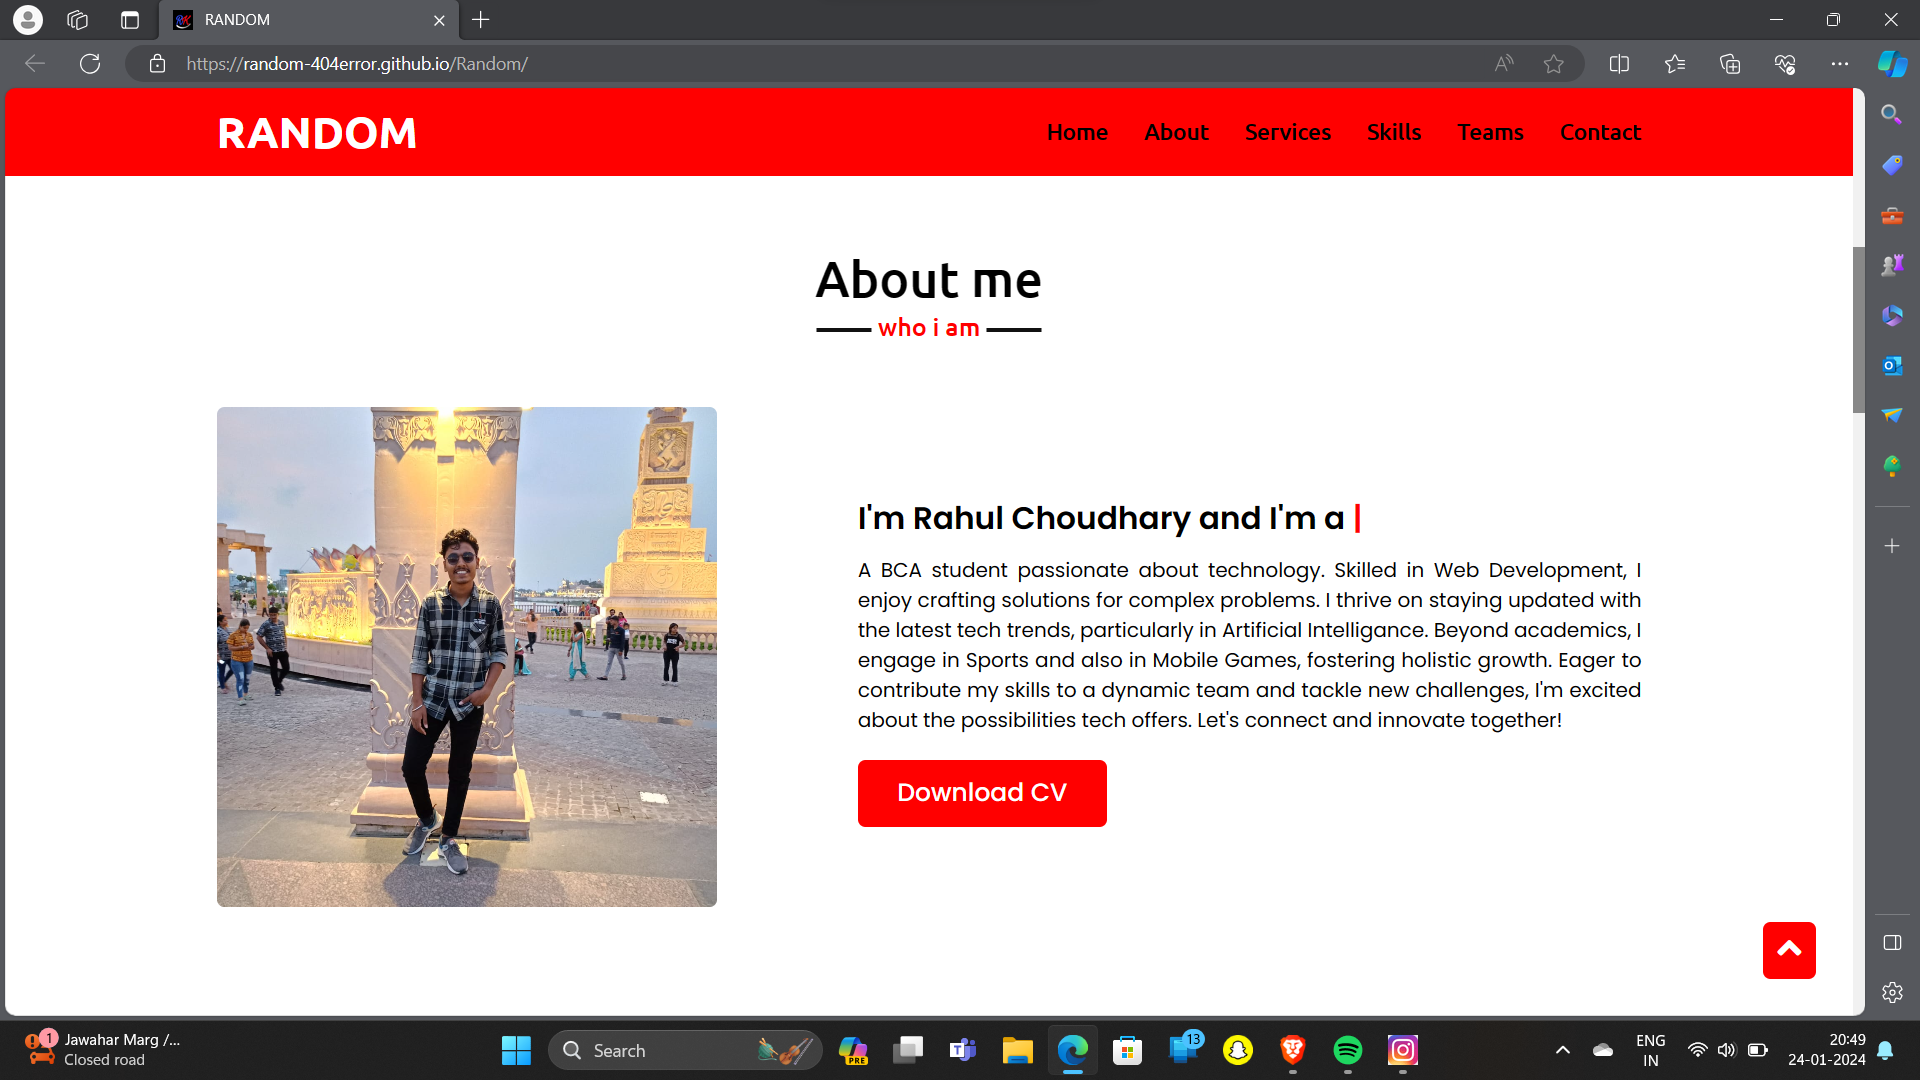 RANDOM
https://random-404error.github.io/Random/
RANDOM
Home About Services Skills Teams Contact
About me
who i am
I'm Rahul Choudhary and I'm a |
A BCA student passionate about technology. Skilled in Web Development, I
enjoy crafting solutions for complex problems. I thrive on staying updated with
the latest tech trends, particularly in Artificial Intelligance. Beyond academics, I
engage in Sports and also in Mobile Games, fostering holistic growth. Eager to
contribute my skills to a dynamic team and tackle new challenges, I'm excited
about the possibilities tech offers. Let's connect and innovate together!
Download CV
1
Jawahar Marg /...
Closed road
Search
PRE
13
ENG
IN
20:49
24-01-2024